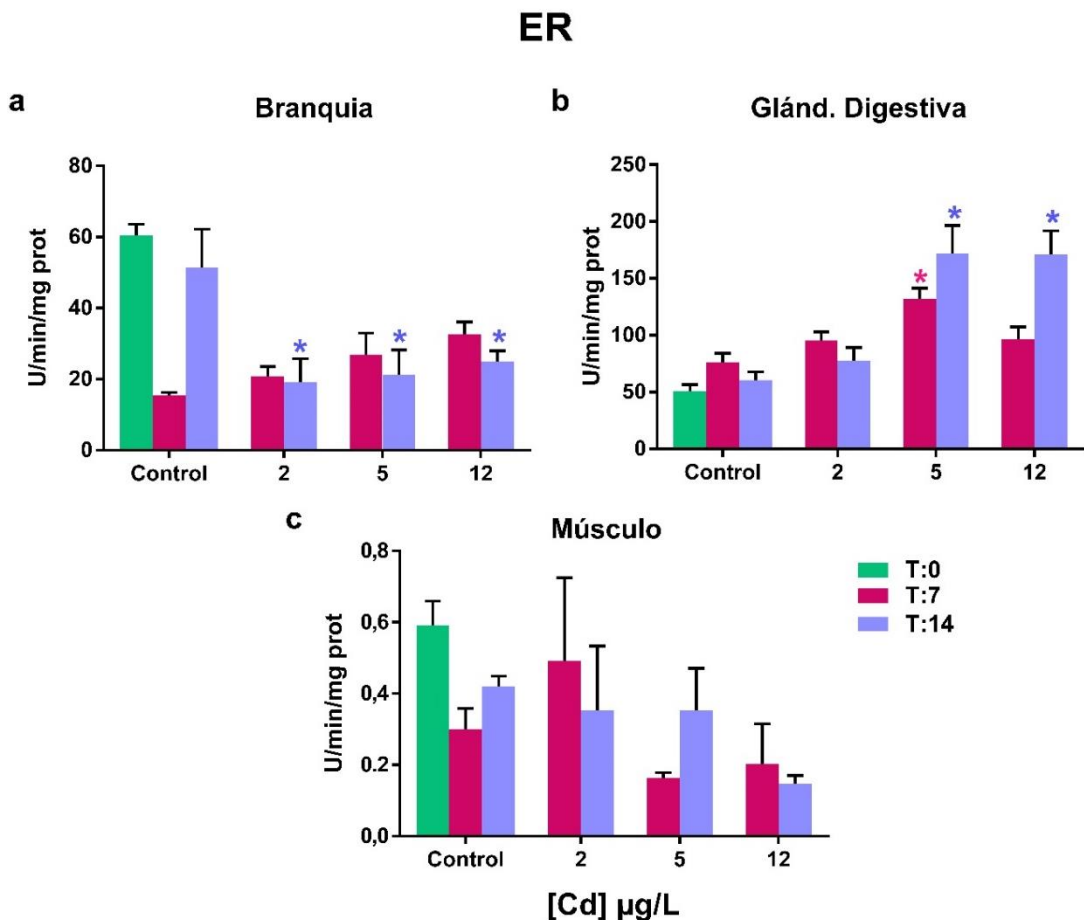 ER
a
Branquia
U/min/mg prot
80
60
40
20
0
*
*
*
Control
2
5
12
b
Glánd. Digestiva
U/min/mg prot
250
200
150
100
50
0
*
*
*
Control
2
5
12
c
Músculo
U/min/mg prot
0,8
0,6
0,4
0,2
0,0
Control
2
5
12
[Cd] µg/L
T:0
T:7
T:14